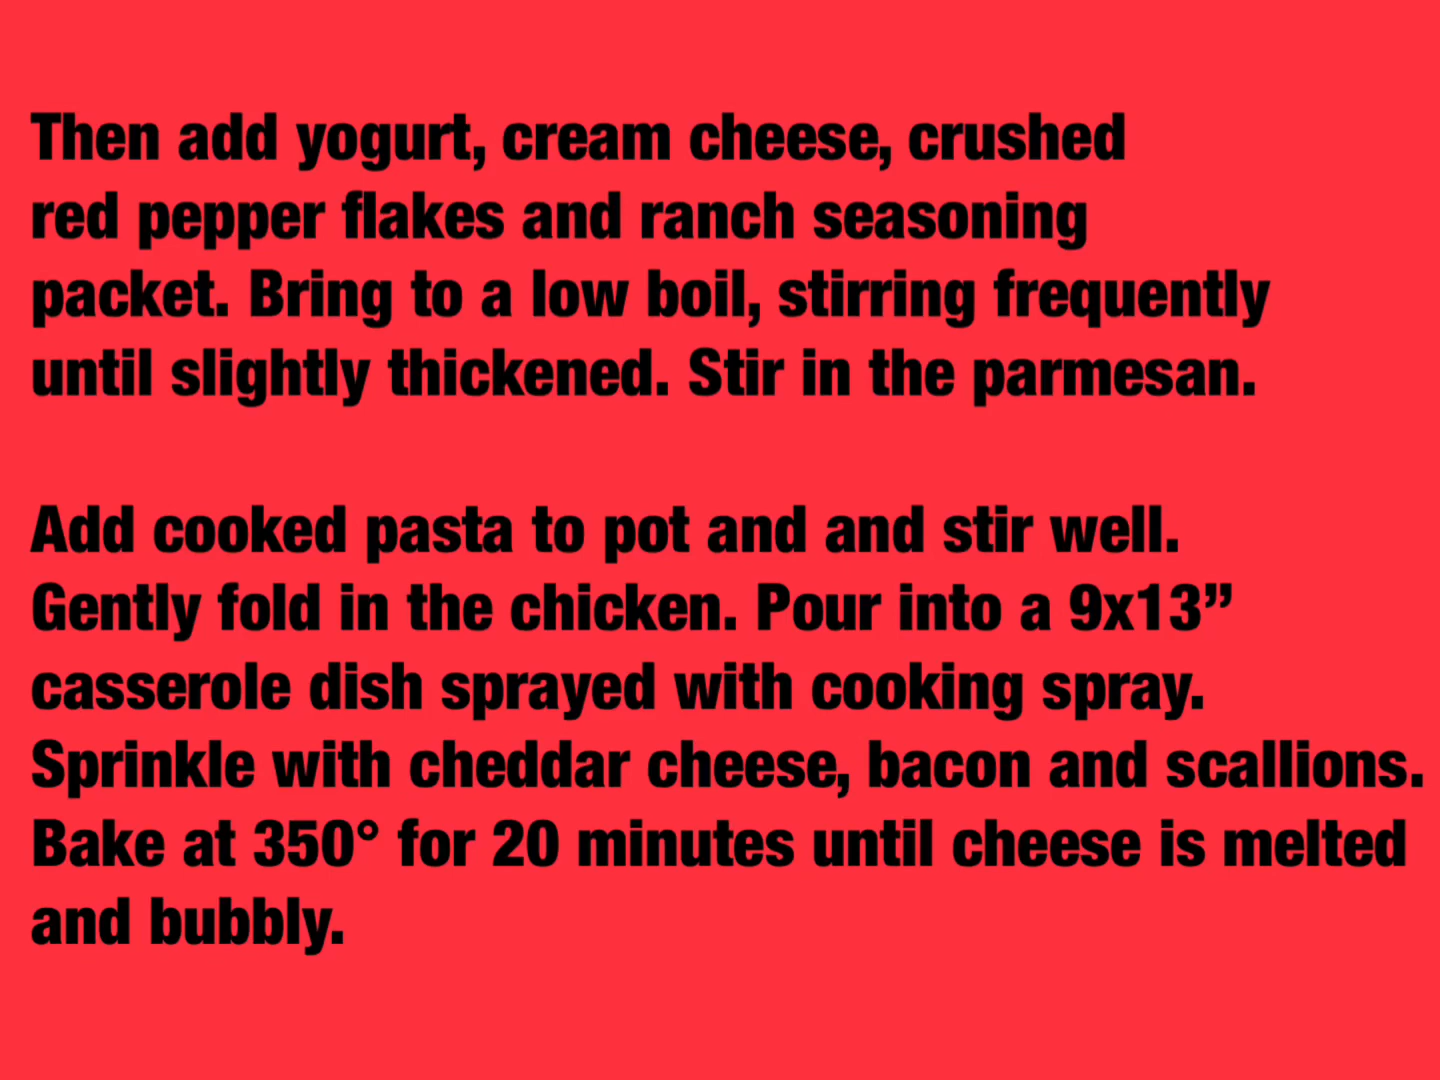 Then add yogurt, cream cheese, crushed
red pepper flakes and ranch seasoning
packet. Bring to a low boil, stirring frequently
until slightly thickened. Stir in the parmesan.
Add cooked pasta to pot and and stir well.
Gently fold in the chicken. Pour into a 9x13”
casserole dish sprayed with cooking spray.
Sprinkle with cheddar cheese, bacon and scallions.
Bake at 350° for 20 minutes until cheese is melted
and bubbly.